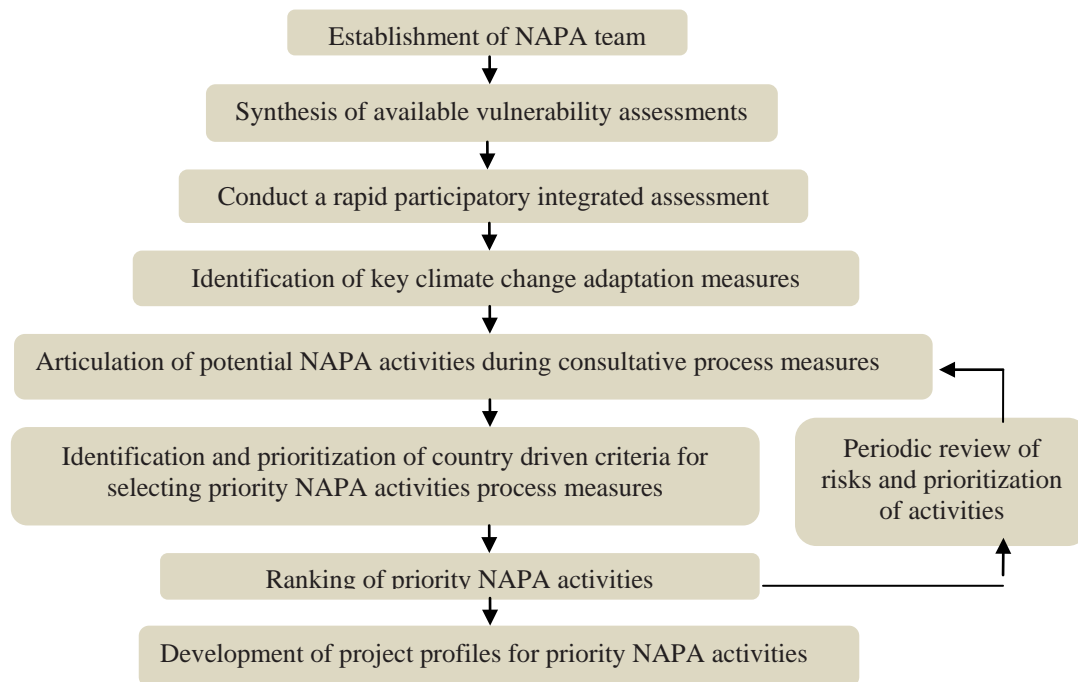 Establishment of NAPA team
Synthesis of available vulnerability assessments
Conduct a rapid participatory integrated assessment
Identification of key climate change adaptation measures
Articulation of potential NAPA activities during consultative process measures
Identification and prioritization of country driven criteria for
selecting priority NAPA activities process measures
Periodic review of
risks and prioritization
of activities
Ranking of priority NAPA activities
Development of project profiles for priority NAPA activities